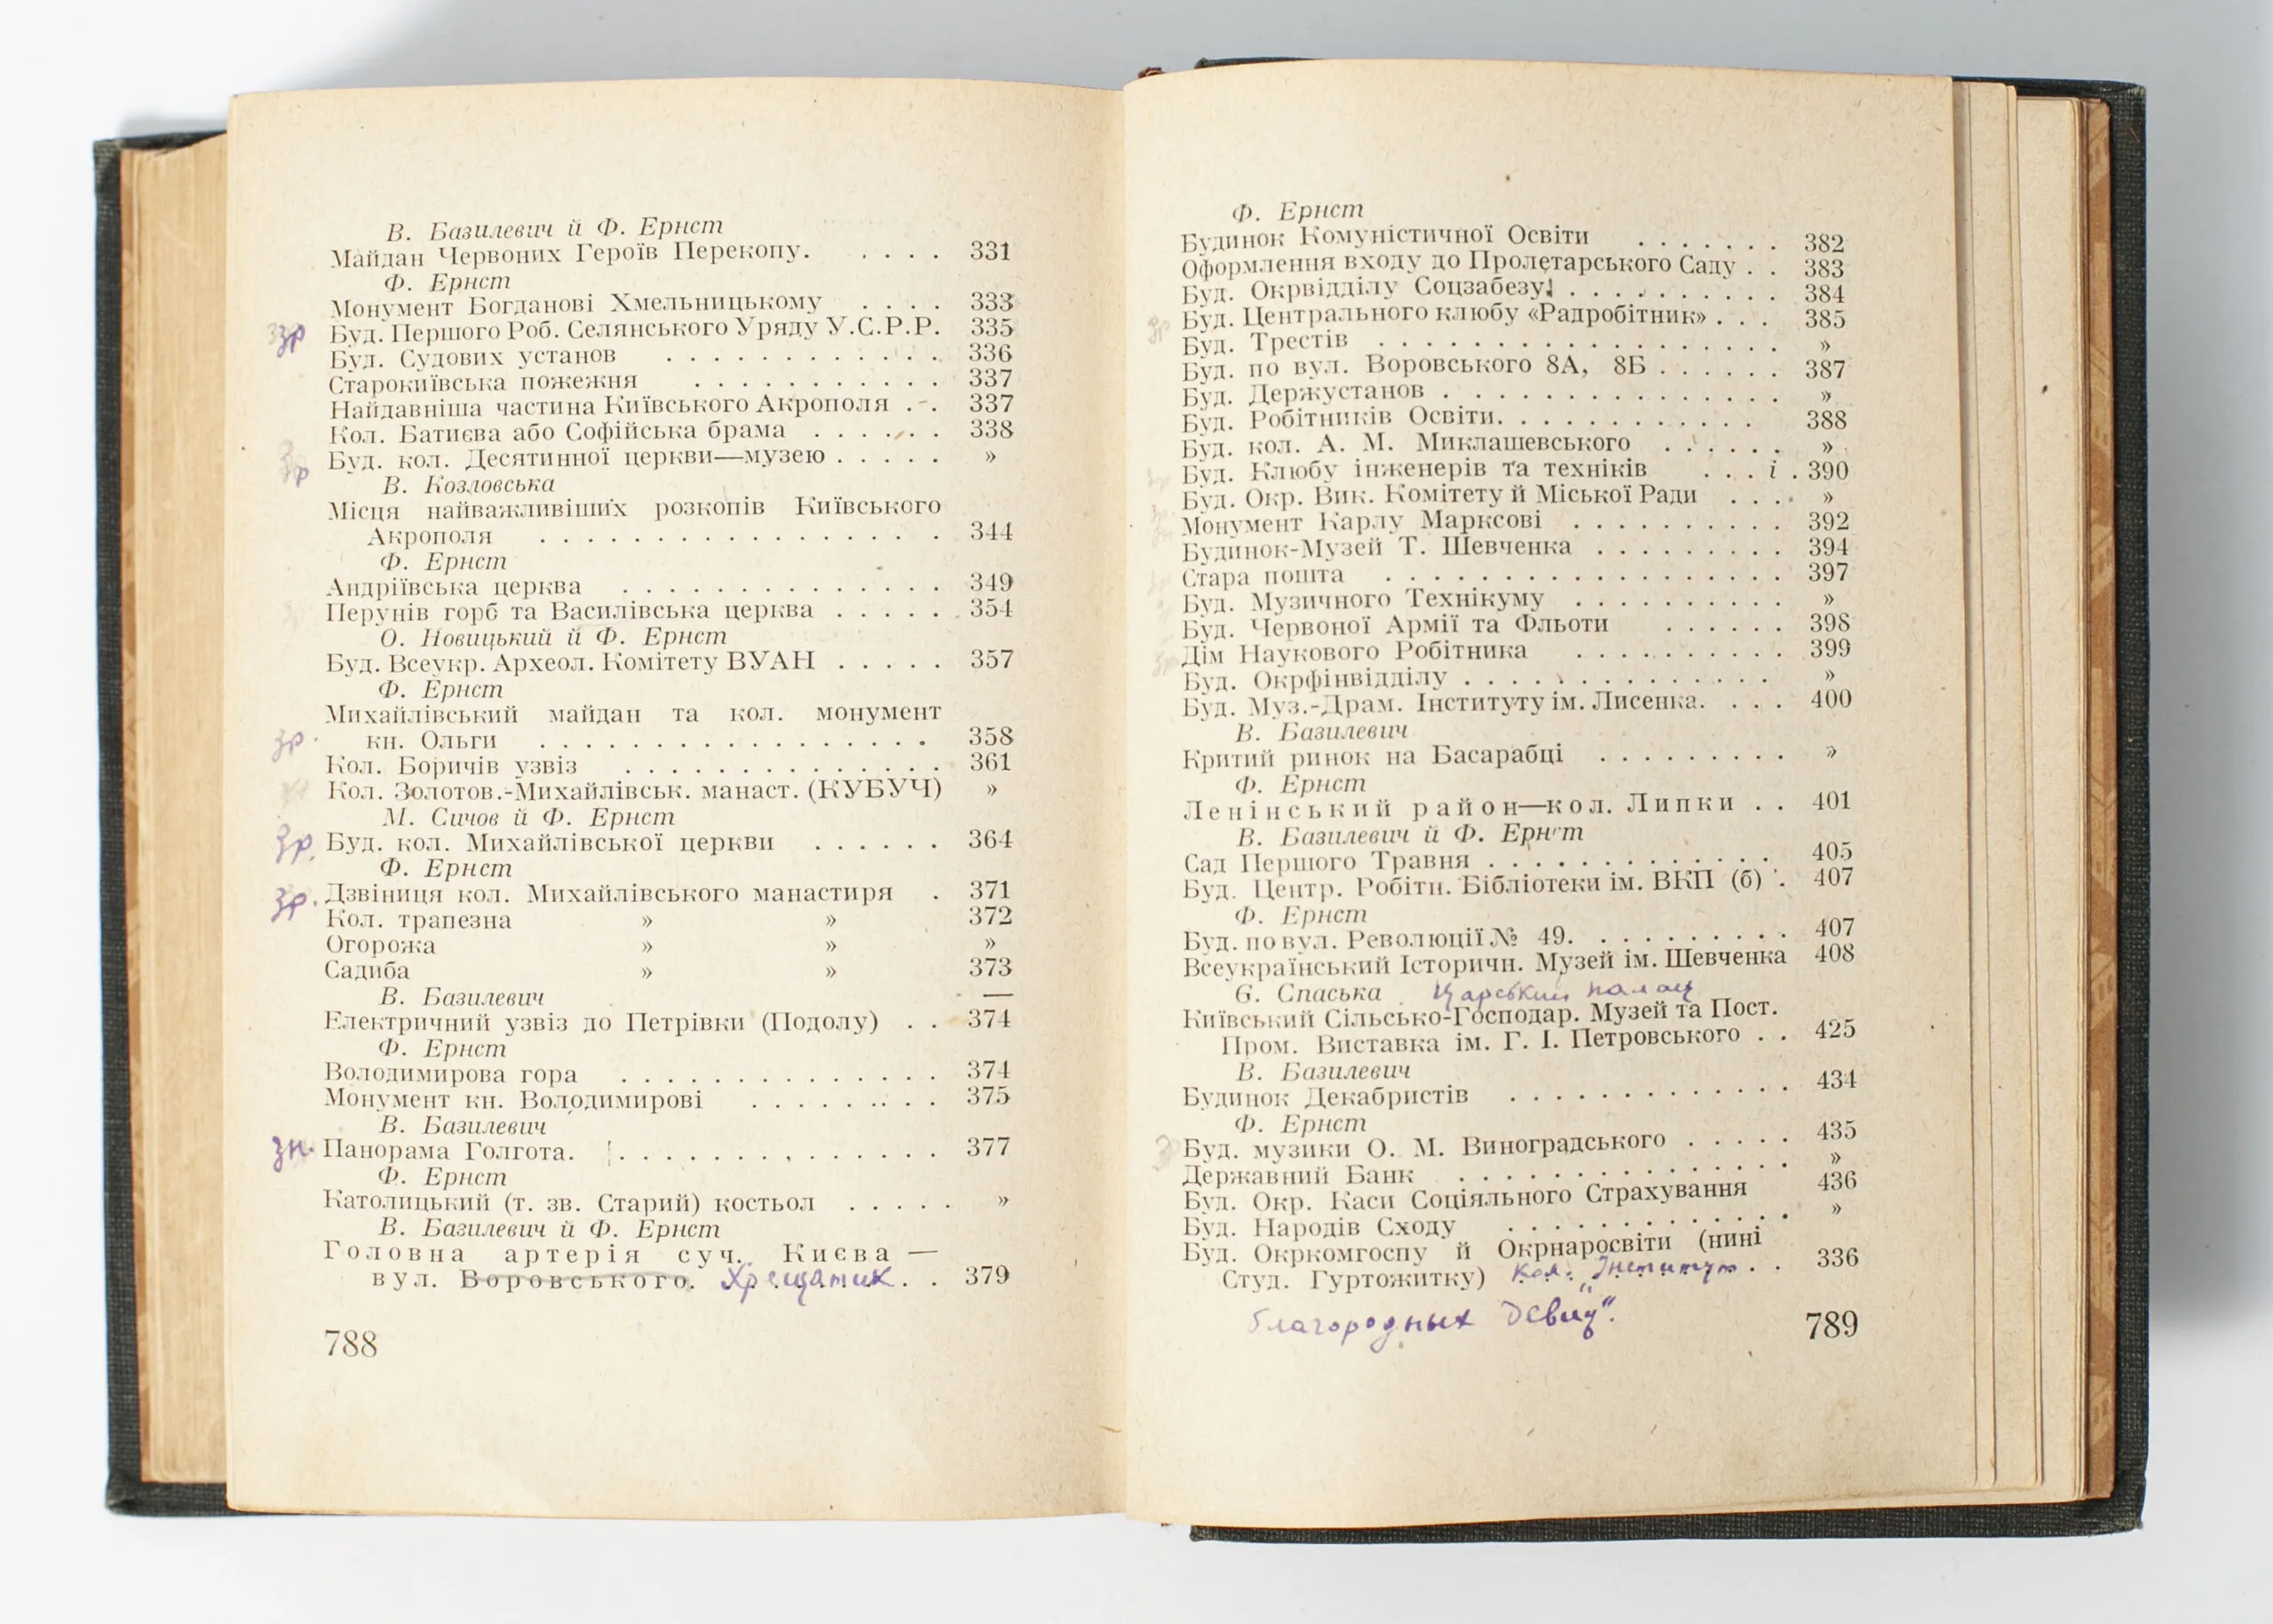 В. Базилевич й Ф. Ернст
Майдан Червоних Героїв Перекопу. . . . . 331
Ф. Ернст
Монумент Богданові Хмельницькому . . . . 333
зр Буд. Першого Роб. Селянського Уряду У.С.Р.Р. 335
Буд. Судових установ . . . . . . . . . . . 336
Старокиївська пожежня . . . . . . . . . . 337
Найдавніша частина Київського Акрополя . . 337
Кол. Батиєва або Софійська брама . . . . . . 338
зр Буд. кол. Десятинної церкви—музею . . . . . »
В. Козловська
Місця найважливіших розкопів Київського
Акрополя . . . . . . . . . . . . . . . . 344
Ф. Ернст
Андріївська церква . . . . . . . . . . . . 349
Перунів горб та Василівська церква . . . . . 354
О. Новицький й Ф. Ернст
Буд. Всеукр. Археол. Комітету ВУАН . . . . . 357
Ф. Ернст
Михайлівський майдан та кол. монумент
зр. кн. Ольги . . . . . . . . . . . . . . . 358
Кол. Боричів узвіз . . . . . . . . . . . . 361
Кол. Золотов.-Михайлівськ. манаст. (КУБУЧ) »
М. Сичов й Ф. Ернст
зр. Буд. кол. Михайлівської церкви . . . . . . 364
Ф. Ернст
зр. Дзвіниця кол. Михайлівського манастиря . 371
Кол. трапезна » » 372
Огорожа » » »
Садиба » » 373
В. Базилевич —
Електричний узвіз до Петрівки (Подолу) . . 374
Ф. Ернст
Володимирова гора . . . . . . . . . . . . 374
Монумент кн. Володимирові . . . . . . . . 375
В. Базилевич
зн. Панорама Голгота. . . . . . . . . . . . . 377
Ф. Ернст
Католицький (т. зв. Старий) костьол . . . . . »
В. Базилевич й Ф. Ернст
Головна артерія суч. Києва —
вул. Воровського. Хрещатик . . 379
788
Ф. Ернст
Будинок Комуністичної Освіти . . . . . . . 382
Оформлення входу до Пролетарського Саду . . 383
Буд. Окрвідділу Соцзабезу . . . . . . . . . 384
Буд. Центрального клюбу «Радробітник» . . . 385
Буд. Трестів . . . . . . . . . . . . . . . »
Буд. по вул. Воровського 8А, 8Б . . . . . . 387
Буд. Держустанов . . . . . . . . . . . . . »
Буд. Робітників Освіти. . . . . . . . . . . 388
Буд. кол. А. М. Миклашевського . . . . . . »
Буд. Клюбу інженерів та техніків . . . і . 390
Буд. Окр. Вик. Комітету й Міської Ради . . . . »
Монумент Карлу Марксові . . . . . . . . . 392
Будинок-Музей Т. Шевченка . . . . . . . . 394
Стара пошта . . . . . . . . . . . . . . . 397
Буд. Музичного Технікуму . . . . . . . . . »
Буд. Червоної Армії та Фльоти . . . . . . 398
Дім Наукового Робітника . . . . . . . . . 399
Буд. Окрфінвідділу . . . . . . . . . . . . »
Буд. Муз.-Драм. Інституту ім. Лисенка. . . . 400
В. Базилевич
Критий ринок на Басарабці . . . . . . . . »
Ф. Ернст
Ленінський район—кол. Липки . . 401
В. Базилевич й Ф. Ернст
Сад Першого Травня . . . . . . . . . . . . 405
Буд. Центр. Робітн. Бібліотеки ім. ВКП (б) . 407
Ф. Ернст
Буд. по вул. Революції № 49. . . . . . . . . 407
Всеукраїнський Історичн. Музей ім. Шевченка 408
Є. Спаська Царський палац
Київський Сільсько-Господар. Музей та Пост.
Пром. Виставка ім. Г. І. Петровського . . 425
В. Базилевич
Будинок Декабристів . . . . . . . . . . . . 434
Ф. Ернст
Буд. музики О. М. Виноградського . . . . . 435
Державний Банк . . . . . . . . . . . . . »
Буд. Окр. Каси Соціяльного Страхування 436
Буд. Народів Сходу . . . . . . . . . . . . »
Буд. Окркомгоспу й Окрнаросвіти (нині
Студ. Гуртожитку) кол. Інститут . . 336
„благородных девиц".
789